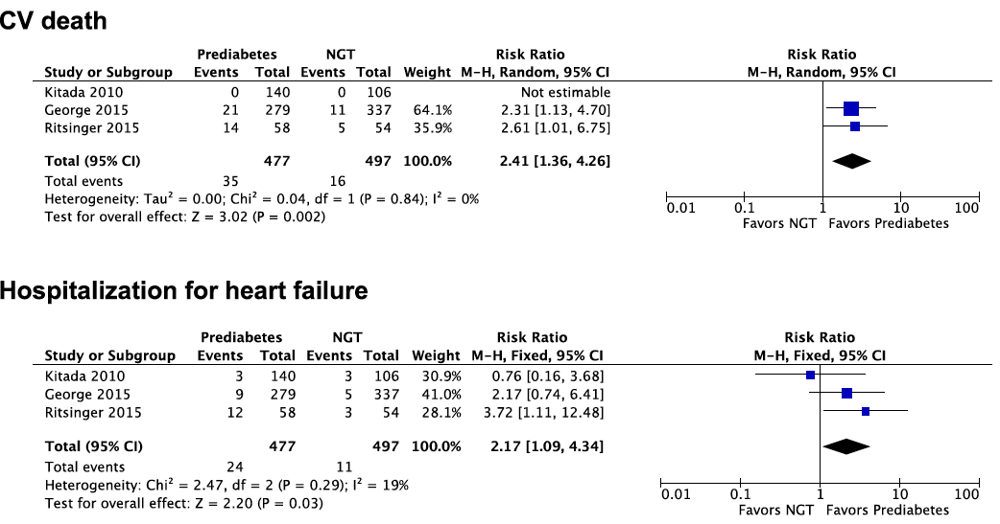 CV death
Prediabetes NGT Risk Ratio Risk Ratio
Study or Subgroup Events Total Events Total Weight M-H, Random, 95% CI M-H, Random, 95% CI
Kitada 2010 0 140 0 106 Not estimable
George 2015 21 279 11 337 64.1% 2.31 [1.13, 4.70]
Ritsinger 2015 14 58 5 54 35.9% 2.61 [1.01, 6.75]
Total (95% CI) 477 497 100.0% 2.41 [1.36, 4.26]
Total events 35 16
Heterogeneity: Tau² = 0.00; Chi² = 0.04, df = 1 (P = 0.84); I² = 0%
Test for overall effect: Z = 3.02 (P = 0.002)
0.01 0.1 1 10 100
Favors NGT Favors Prediabetes
Hospitalization for heart failure
Prediabetes NGT Risk Ratio Risk Ratio
Study or Subgroup Events Total Events Total Weight M-H, Fixed, 95% CI M-H, Fixed, 95% CI
Kitada 2010 3 140 3 106 30.9% 0.76 [0.16, 3.68]
George 2015 9 279 5 337 41.0% 2.17 [0.74, 6.41]
Ritsinger 2015 12 58 3 54 28.1% 3.72 [1.11, 12.48]
Total (95% CI) 477 497 100.0% 2.17 [1.09, 4.34]
Total events 24 11
Heterogeneity: Chi² = 2.47, df = 2 (P = 0.29); I² = 19%
Test for overall effect: Z = 2.20 (P = 0.03)
0.01 0.1 1 10 100
Favors NGT Favors Prediabetes